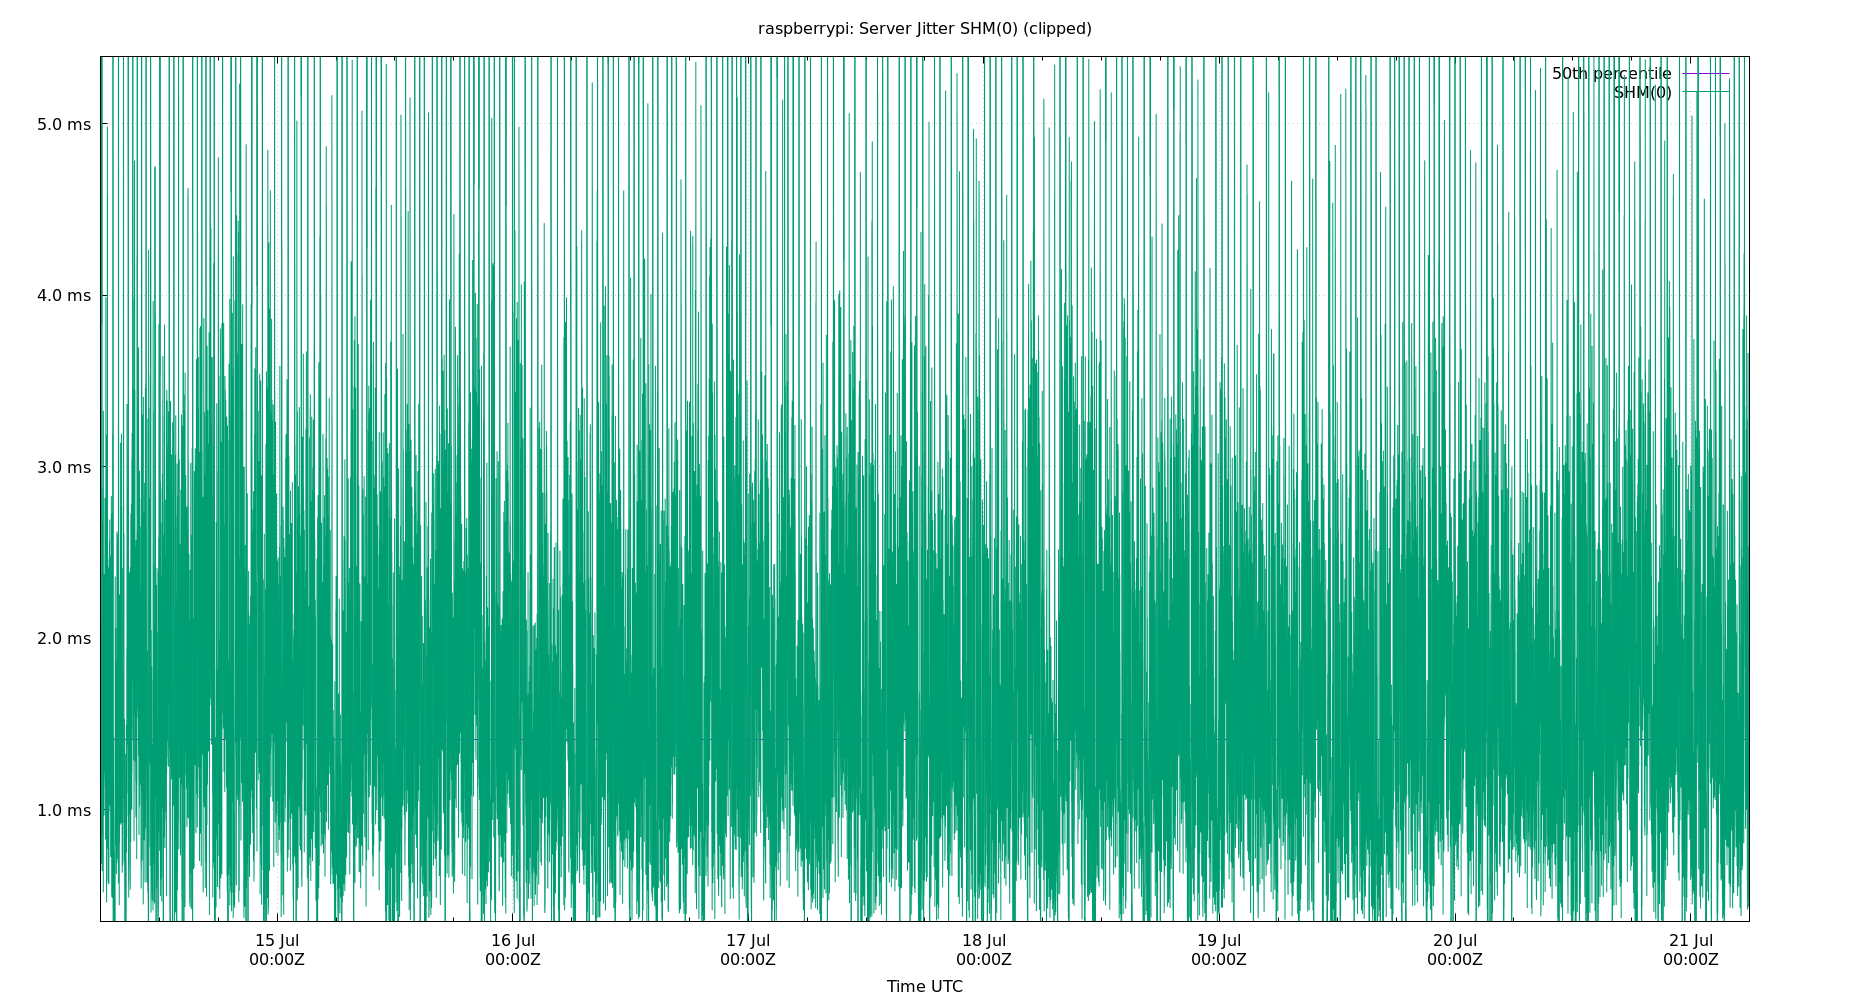 raspberrypi: Server Jitter SHM(0) (clipped)
50th percentile
SHM(0)
5.0 ms
4.0 ms
3.0 ms
2.0 ms
1.0 ms
15 Jul 16 Jul 17 Jul 18 Jul 19 Jul 20 Jul 21 Jul
00:00Z 00:00Z 00:00Z 00:00Z 00:00Z 00:00Z 00:00Z
Time UTC